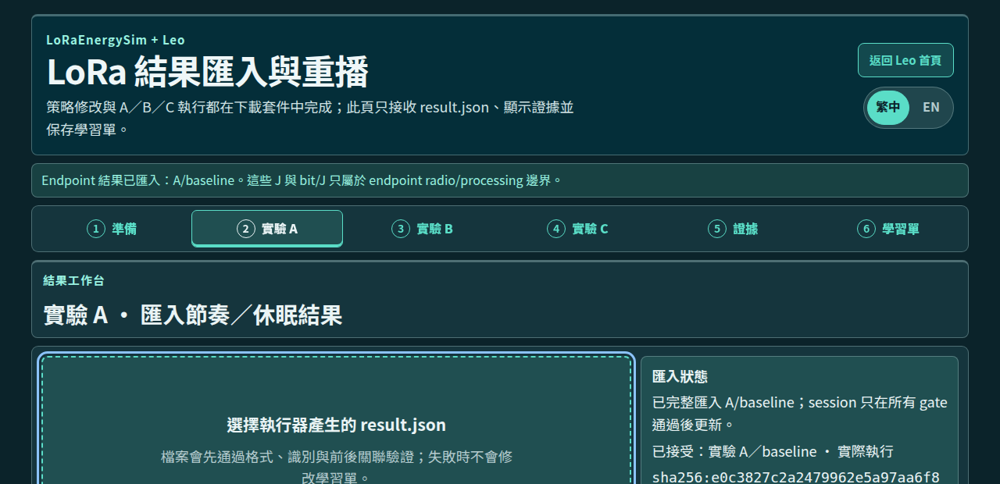 LoRaEnergySim + Leo
LoRa 結果匯入與重播
策略修改與 A／B／C 執行都在下載套件中完成；此頁只接收 result.json、顯示證據並
保存學習單。
返回 Leo 首頁
繁中 EN
Endpoint 結果已匯入：A/baseline。這些 J 與 bit/J 只屬於 endpoint radio/processing 邊界。
1 準備 2 實驗 A 3 實驗 B 4 實驗 C 5 證據 6 學習單
結果工作台
實驗 A · 匯入節奏／休眠結果
選擇執行器產生的 result.json
檔案會先通過格式、識別與前後關聯驗證；失敗時不會修
改學習單。
匯入狀態
已完整匯入 A/baseline；session 只在所有 gate
通過後更新。
已接受：實驗 A／baseline · 實際執行
sha256:e0c3827c2a2479962e5a97aa6f8